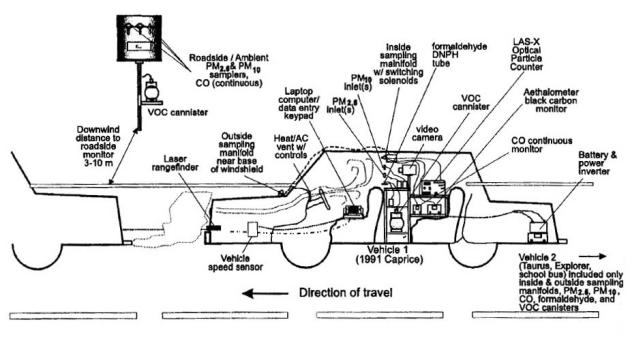 Roadside / Ambient
PM2.5& PM10
samplers,
CO (continuous)
VOC cannister
Downwind
distance to
roadside
monitor
3-10 m
Laser
rangefinder
Outside
sampling
manifold
near base
of windshield
Heat/AC
vent w/
controls
Laptop
computer/
data entry
keypad
PM2.5
inlet(s)
PM10
inlet(s)
Inside
sampling
mainifold
w/ switching
solenoids
formaldehyde
DNPH
tube
video
camera
VOC
cannister
LAS-X
Optical
Particle
Counter
Aethalometer
black carbon
monitor
CO continuous
monitor
Battery &
power
inverter
Vehicle
speed sensor
Vehicle 1
(1991 Caprice)
Vehicle 2
(Taurus, Explorer,
school bus) included only
inside & outside sampling
manifolds, PM2.5, PM10,
CO, formaldehyde, and
VOC canisters
Direction of travel